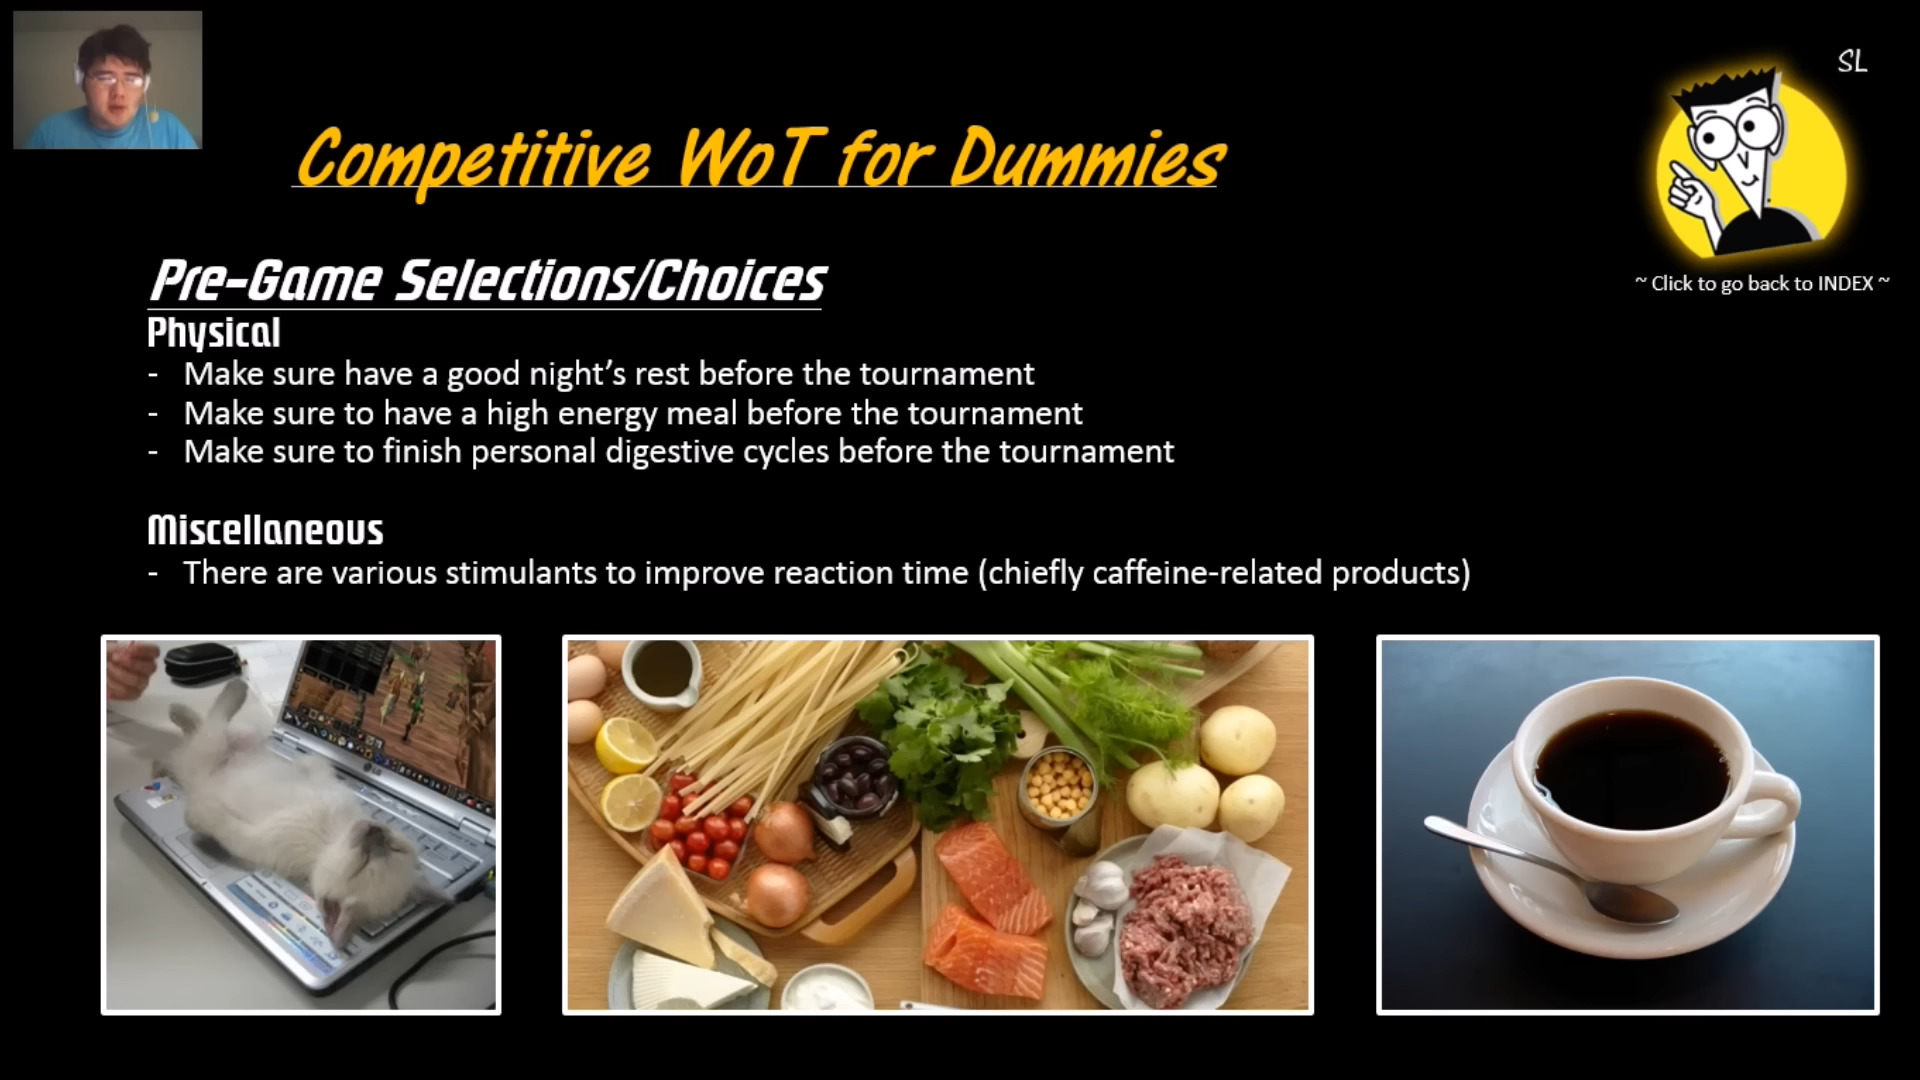 SL
Competitive WoT for Dummies
~ Click to go back to INDEX ~
Pre-Game Selections/Choices
Physical
- Make sure have a good night’s rest before the tournament
- Make sure to have a high energy meal before the tournament
- Make sure to finish personal digestive cycles before the tournament
Miscellaneous
- There are various stimulants to improve reaction time (chiefly caffeine-related products)
LG